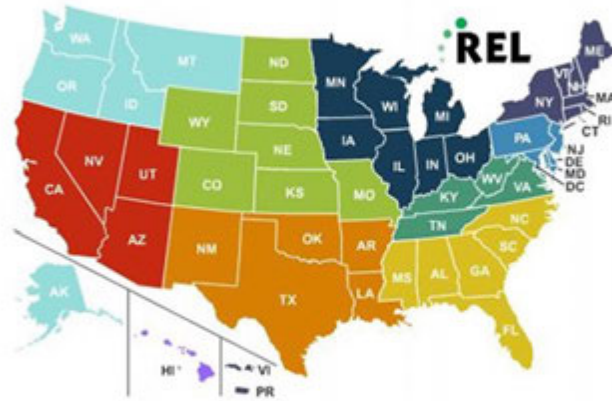 REL
WA
MT
ND
MN
ME
VT
NH
OR
ID
SD
WI
MI
NY
MA
RI
CT
WY
IA
PA
NJ
NE
IL
IN
OH
DE
MD
DC
NV
UT
CO
KS
MO
KY
WV
VA
CA
TN
NC
AZ
NM
OK
AR
SC
TX
LA
MS
AL
GA
FL
AK
HI
VI
PR